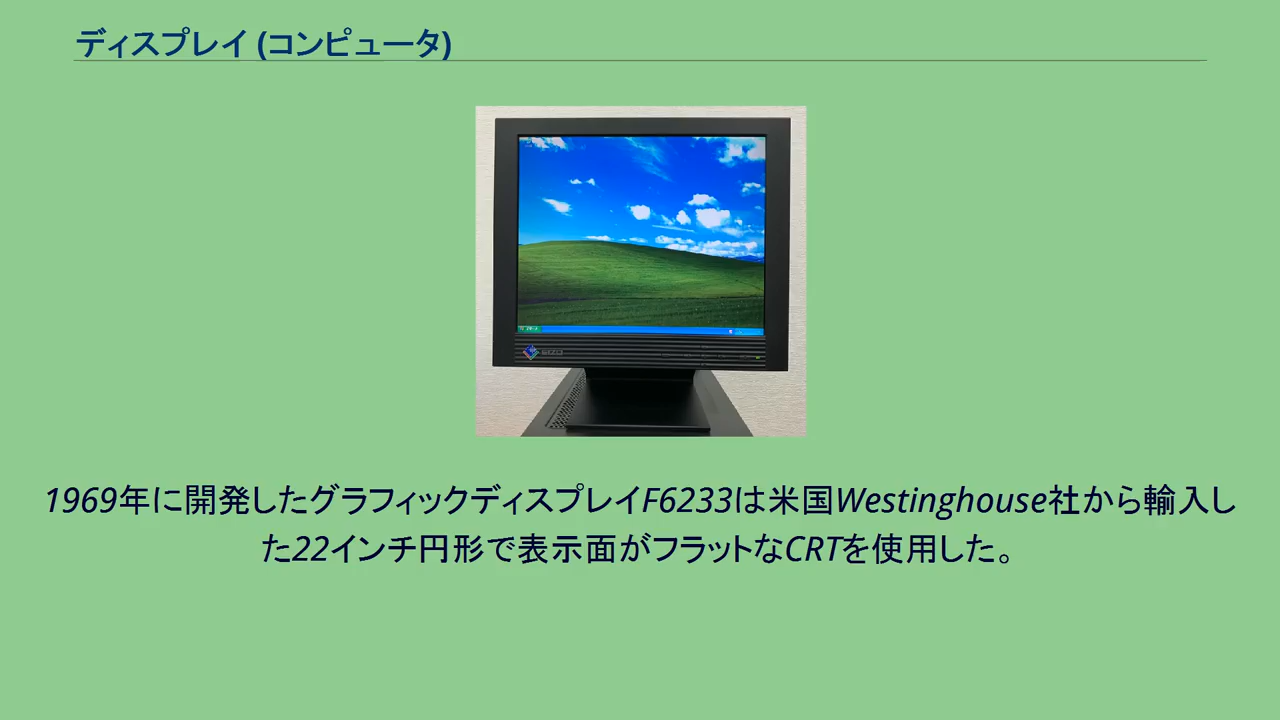 ディスプレイ (コンピュータ)
1969年に開発したグラフィックディスプレイF6233は米国Westinghouse社から輸入し
た22インチ円形で表示面がフラットなCRTを使用した。